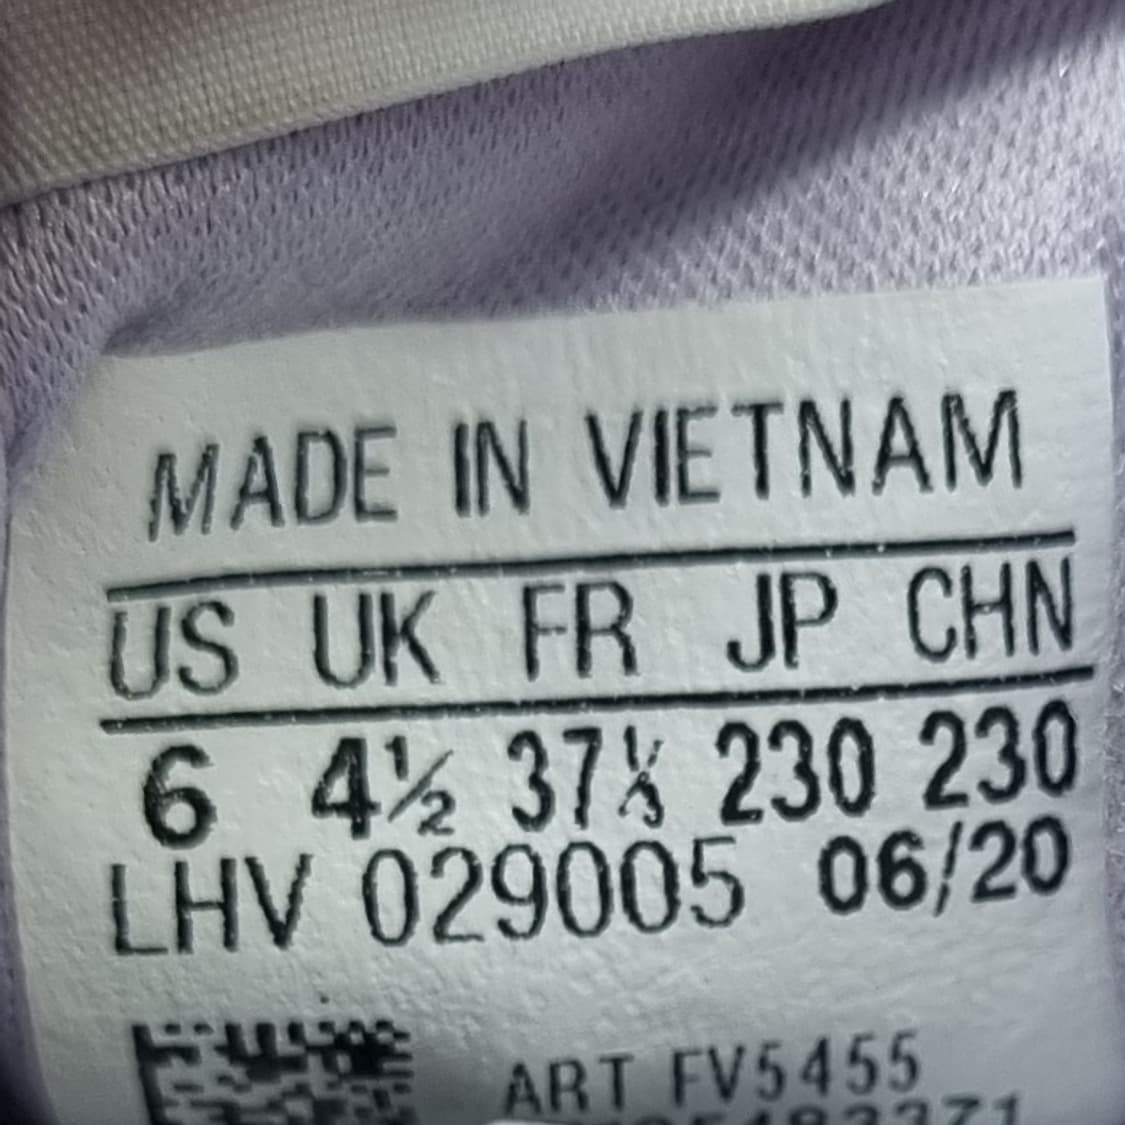 MADE IN VIETNAM
US UK FR JP CHN
6 4½ 37⅓ 230 230
LHV 029005 06/20
ART FV5455